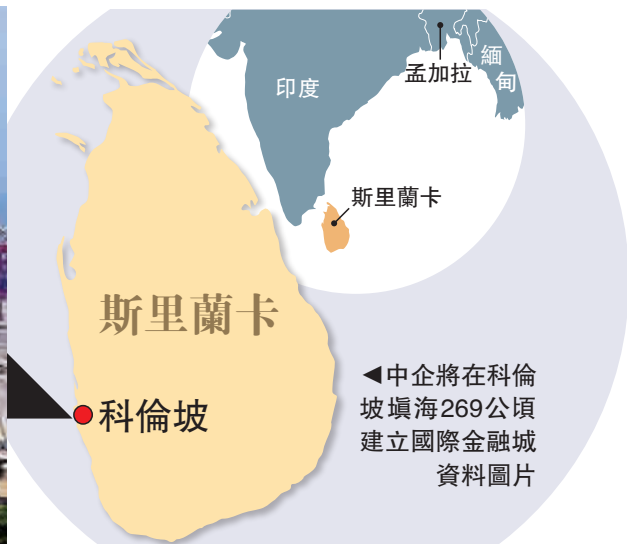 印度
孟加拉
緬
甸
斯里蘭卡
斯里蘭卡
科倫坡
◀中企將在科倫
坡塡海269公頃
建立國際金融城
資料圖片